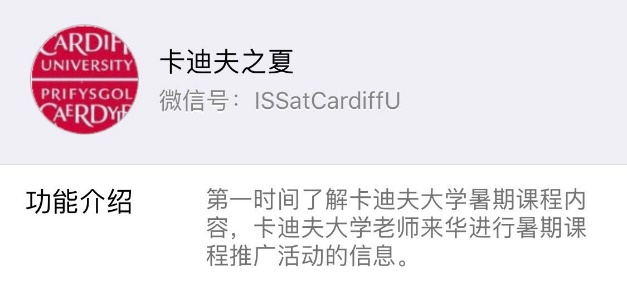 CARDIFF
UNIVERSITY
PRIFYSGOL
CAERDYD
卡迪夫之夏
微信号：ISSatCardiffU
功能介绍
第一时间了解卡迪夫大学暑期课程内
容，卡迪夫大学老师来华进行暑期课
程推广活动的信息。